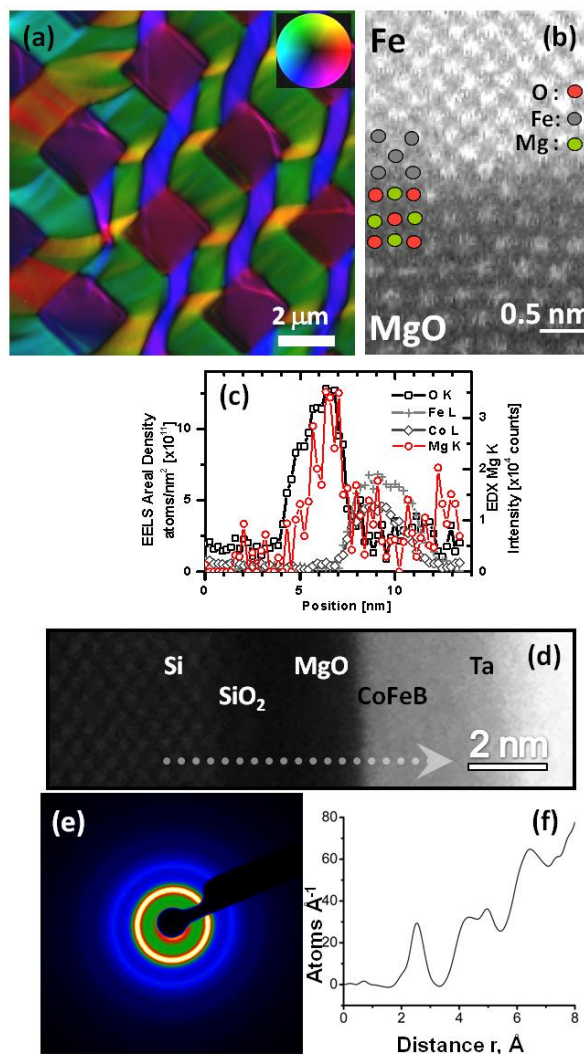 (a)
2 μm
Fe
(b)
O :
Fe:
Mg:
MgO
0.5 nm
(c)
EELS Areal Density
atoms/nm² [x10¹¹]
10
5
0
O K
Fe L
Co L
Mg K
3
2
1
0
EDX Mg K
Intensity [x10⁴ counts]
0
5
10
Position [nm]
(d)
Si
SiO₂
MgO
CoFeB
Ta
2 nm
(e)
(f)
Atoms Å⁻¹
80
60
40
20
0
0
2
4
6
8
Distance r, Å